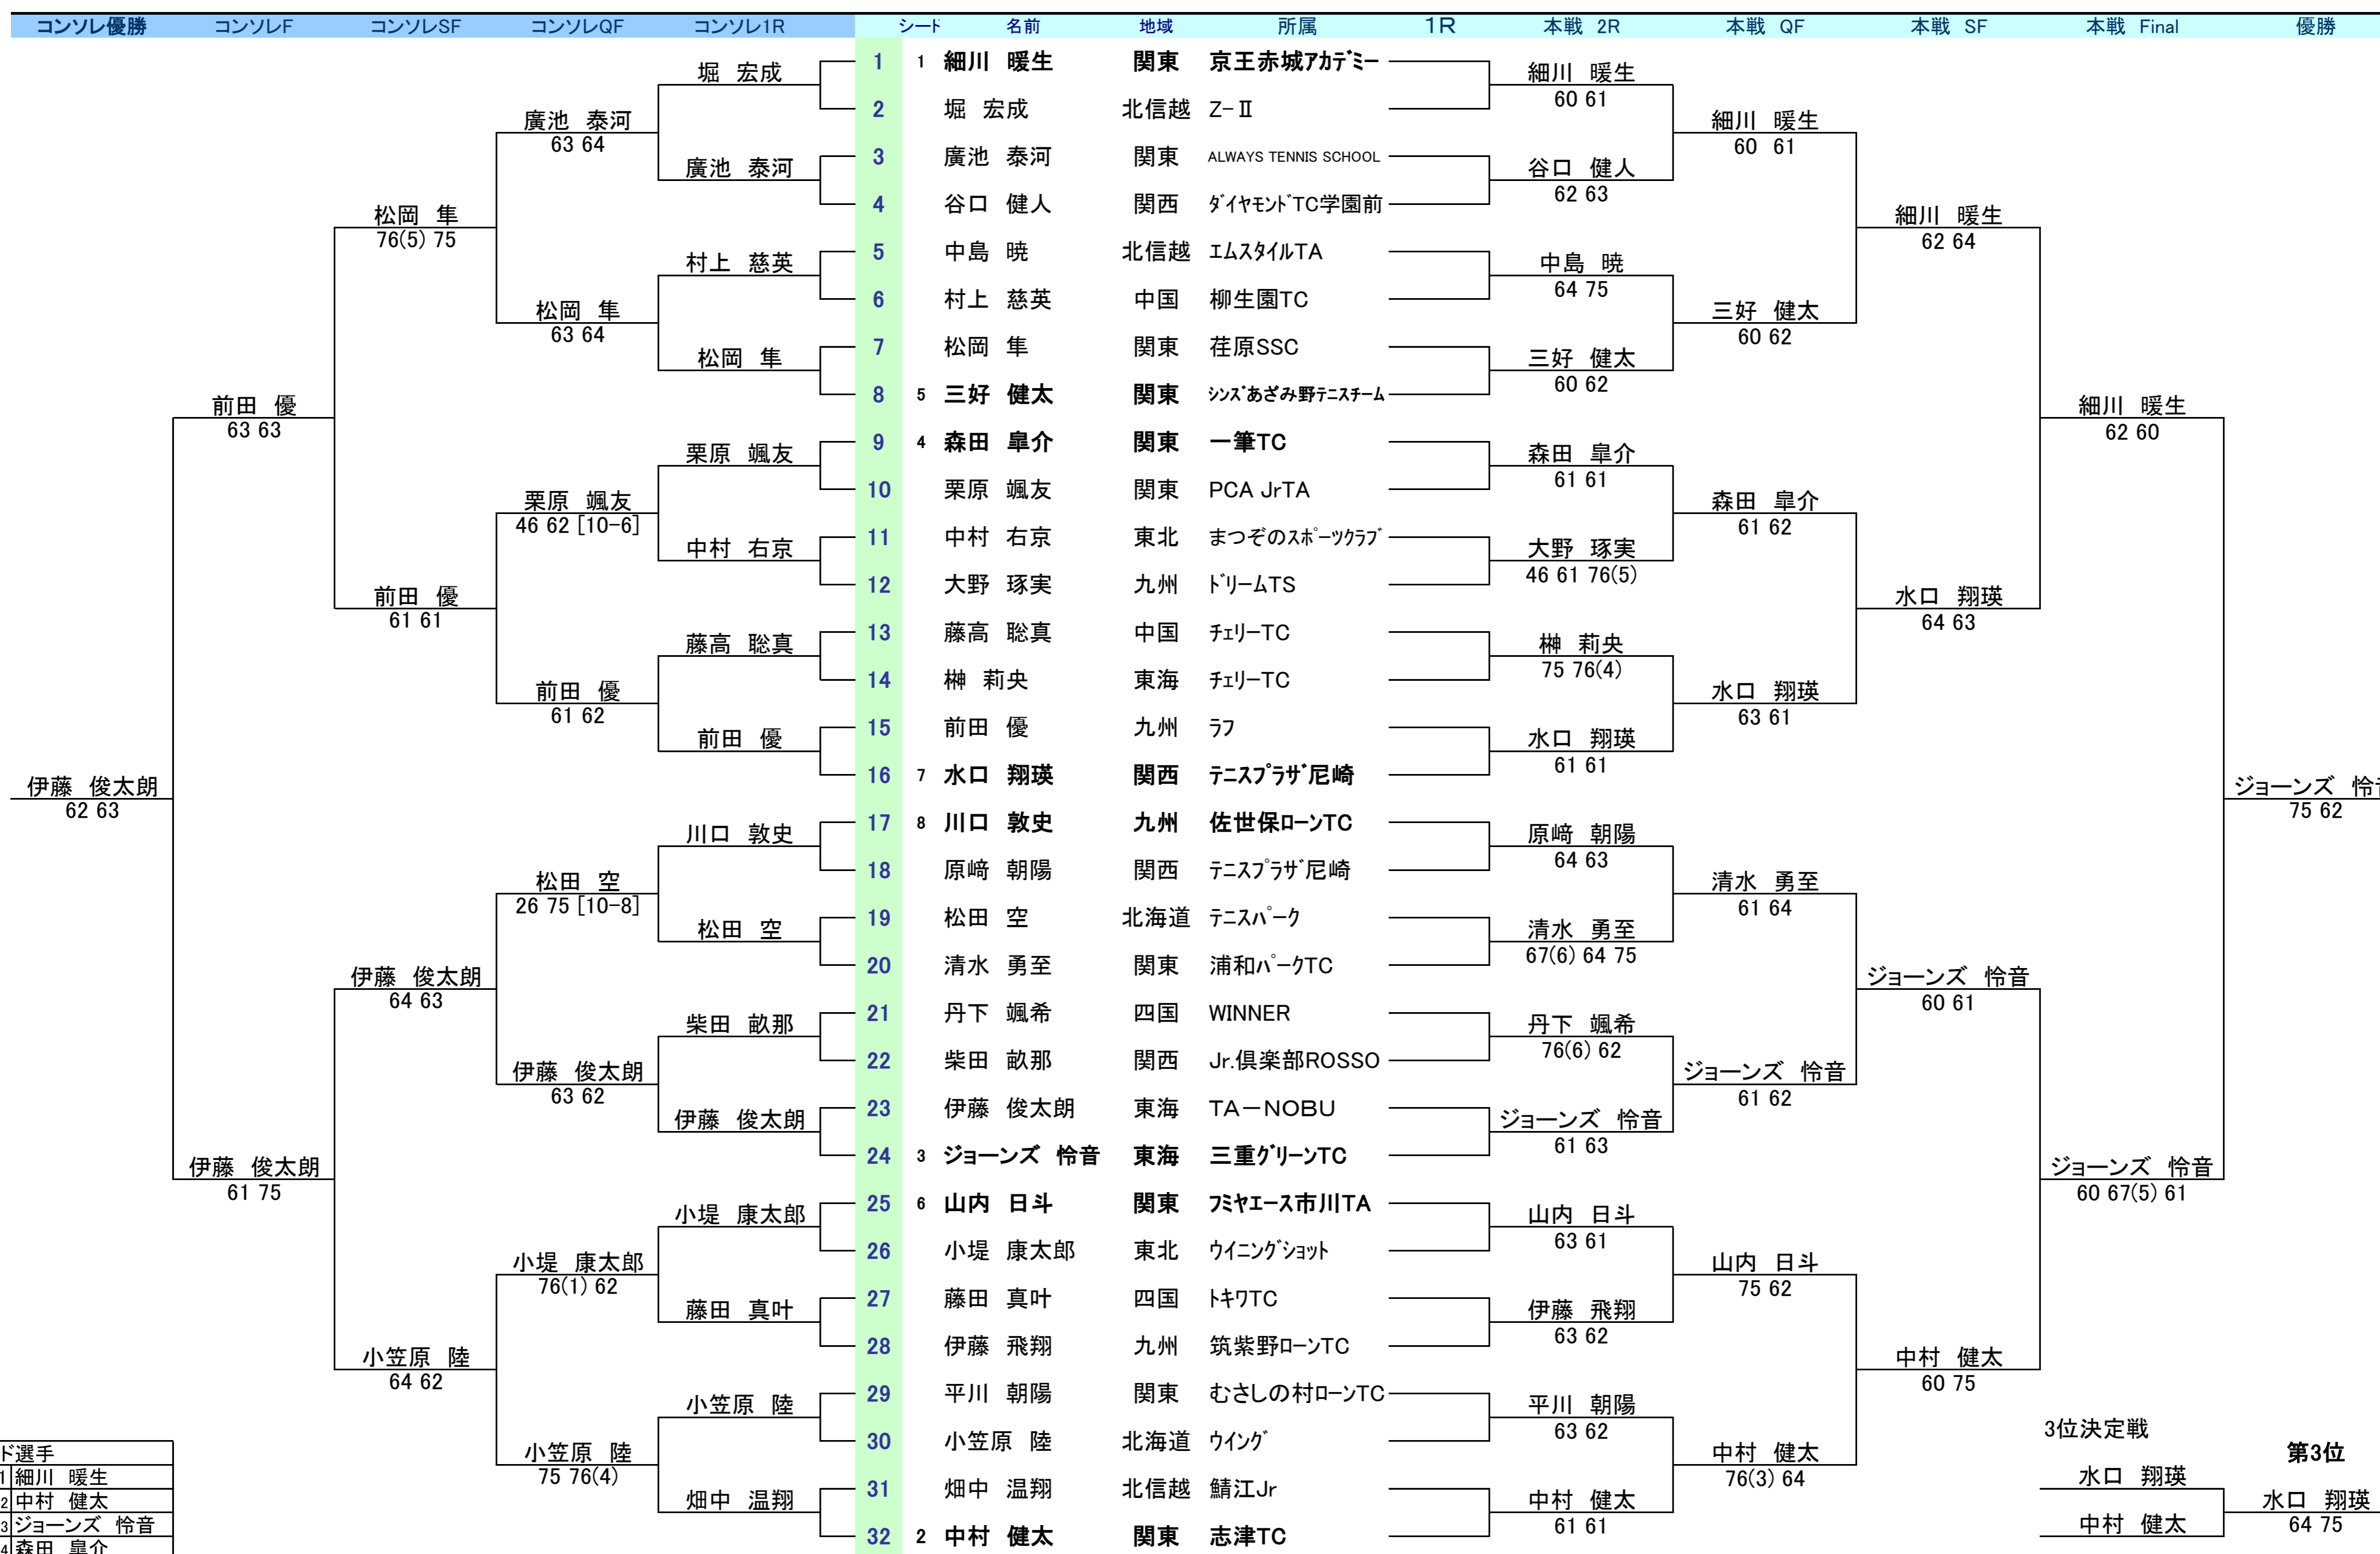 コンソレ優勝 コンソレF コンソレSF コンソレQF コンソレ1R シード 名前 地域 所属 1R 本戦 2R 本戦 QF 本戦 SF 本戦 Final 優勝
1 1 細川 暖生 関東 京王赤城ｱｶﾃﾞﾐｰ
堀 宏成 細川 暖生
60 61
2 堀 宏成 北信越 Z-Ⅱ
廣池 泰河 細川 暖生
63 64 60 61
3 廣池 泰河 関東 ALWAYS TENNIS SCHOOL
廣池 泰河 谷口 健人
62 63
4 谷口 健人 関西 ﾀﾞｲﾔﾓﾝﾄﾞTC学園前
松岡 隼 細川 暖生
76(5) 75 62 64
5 中島 暁 北信越 ｴﾑｽﾀｲﾙTA
村上 慈英 中島 暁
64 75
6 村上 慈英 中国 柳生園TC
松岡 隼 三好 健太
63 64 60 62
7 松岡 隼 関東 荏原SSC
松岡 隼 三好 健太
60 62
8 5 三好 健太 関東 ｼﾝｽﾞあざみ野ﾃﾆｽﾁｰﾑ
前田 優 細川 暖生
63 63 62 60
9 4 森田 皐介 関東 一筆TC
栗原 颯友 森田 皐介
61 61
10 栗原 颯友 関東 PCA JrTA
栗原 颯友 森田 皐介
46 62 [10-6] 61 62
11 中村 右京 東北 まつぞのｽﾎﾟｰﾂｸﾗﾌﾞ
中村 右京 大野 琢実
46 61 76(5)
12 大野 琢実 九州 ﾄﾞﾘｰﾑTS
前田 優 水口 翔瑛
61 61 64 63
13 藤高 聡真 中国 ﾁｪﾘｰTC
藤高 聡真 榊 莉央
75 76(4)
14 榊 莉央 東海 ﾁｪﾘｰTC
前田 優 水口 翔瑛
61 62 63 61
15 前田 優 九州 ﾗﾌ
前田 優 水口 翔瑛
61 61
16 7 水口 翔瑛 関西 ﾃﾆｽﾌﾟﾗｻﾞ尼崎
伊藤 俊太朗 ジョーンズ 怜
62 63 75 62
17 8 川口 敦史 九州 佐世保ﾛｰﾝTC
川口 敦史 原﨑 朝陽
64 63
18 原﨑 朝陽 関西 ﾃﾆｽﾌﾟﾗｻﾞ尼崎
松田 空 清水 勇至
26 75 [10-8] 61 64
19 松田 空 北海道 ﾃﾆｽﾊﾟｰｸ
松田 空 清水 勇至
67(6) 64 75
20 清水 勇至 関東 浦和ﾊﾟｰｸTC
伊藤 俊太朗 ジョーンズ 怜音
64 63 60 61
21 丹下 颯希 四国 WINNER
柴田 畝那 丹下 颯希
76(6) 62
22 柴田 畝那 関西 Jr.倶楽部ROSSO
伊藤 俊太朗 ジョーンズ 怜音
63 62 61 62
23 伊藤 俊太朗 東海 TA－NOBU
伊藤 俊太朗 ジョーンズ 怜音
61 63
24 3 ジョーンズ 怜音 東海 三重ｸﾞﾘｰﾝTC
伊藤 俊太朗 ジョーンズ 怜音
61 75 60 67(5) 61
25 6 山内 日斗 関東 ﾌﾐﾔｴｰｽ市川TA
小堤 康太郎 山内 日斗
63 61
26 小堤 康太郎 東北 ｳｲﾆﾝｸﾞｼｮｯﾄ
小堤 康太郎 山内 日斗
76(1) 62 75 62
27 藤田 真叶 四国 ﾄｷﾜTC
藤田 真叶 伊藤 飛翔
63 62
28 伊藤 飛翔 九州 筑紫野ﾛｰﾝTC
小笠原 陸 中村 健太
64 62 60 75
29 平川 朝陽 関東 むさしの村ﾛｰﾝTC
小笠原 陸 平川 朝陽
63 62
3位決定戦
30 小笠原 陸 北海道 ｳｲﾝｸﾞ
ド選手 小笠原 陸 中村 健太 第3位
75 76(4) 76(3) 64
1 細川 暖生 水口 翔瑛
31 畑中 温翔 北信越 鯖江Jr
2 中村 健太 畑中 温翔 中村 健太 水口 翔瑛
61 61 64 75
3 ジョーンズ 怜音 中村 健太
32 2 中村 健太 関東 志津TC
4 森田 皐介